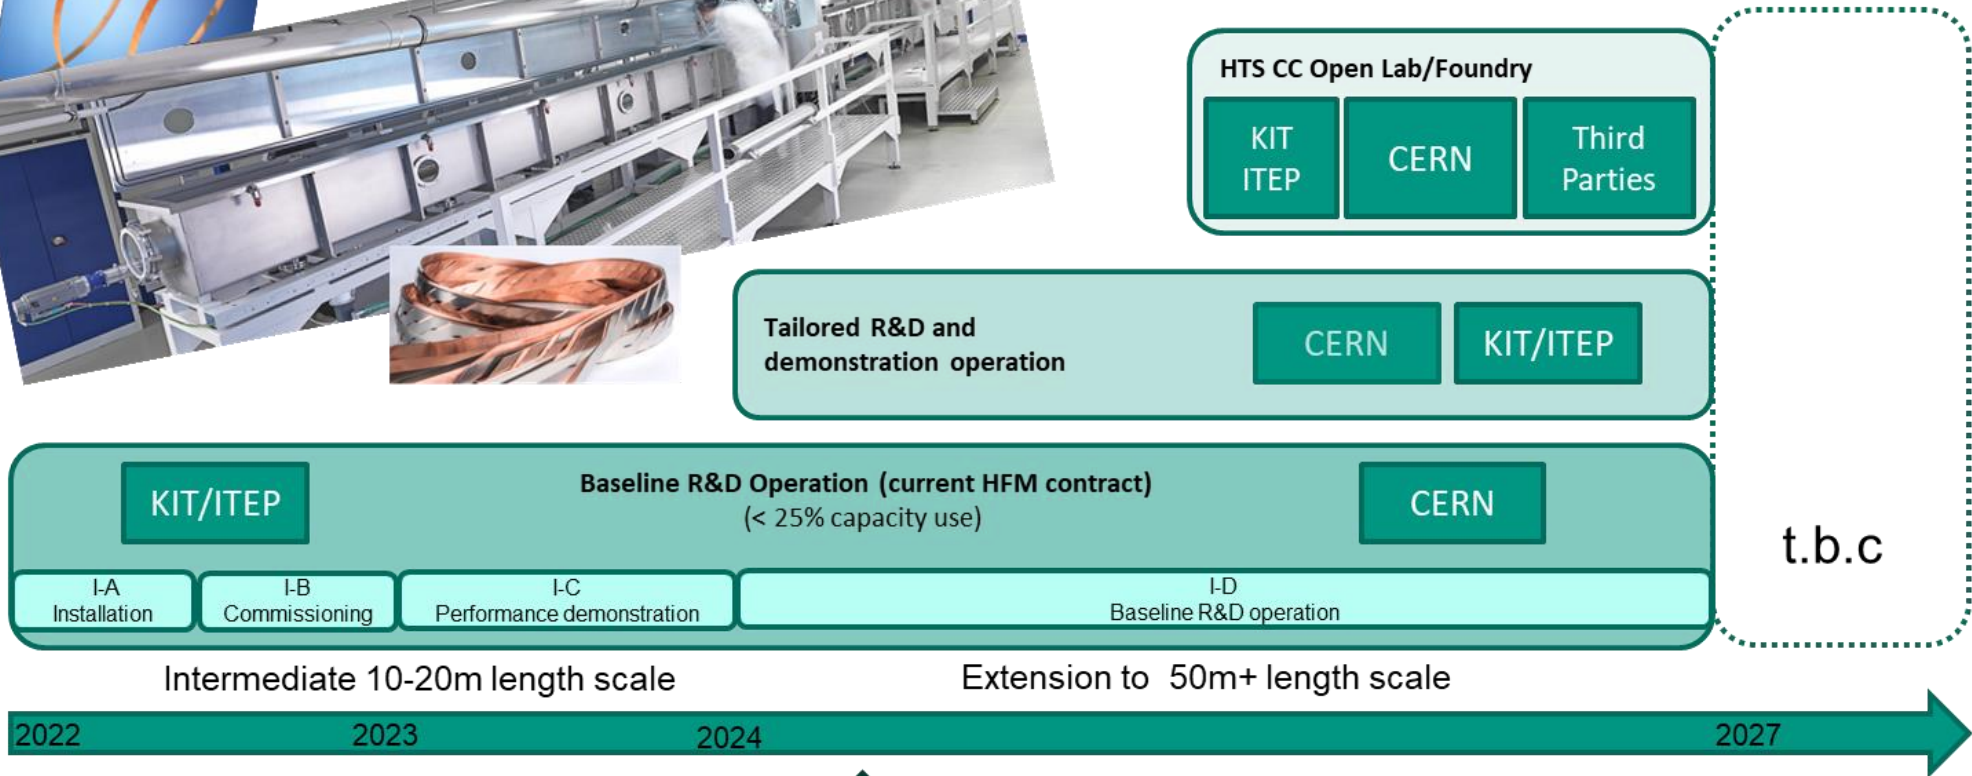 HTS CC Open Lab/Foundry
KIT
ITEP
CERN
Third
Parties
Tailored R&D and
demonstration operation
CERN
KIT/ITEP
KIT/ITEP
Baseline R&D Operation (current HFM contract)
(< 25% capacity use)
CERN
t.b.c
I-A
Installation
I-B
Commissioning
I-C
Performance demonstration
I-D
Baseline R&D operation
Intermediate 10-20m length scale
Extension to 50m+ length scale
2022
2023
2024
2027